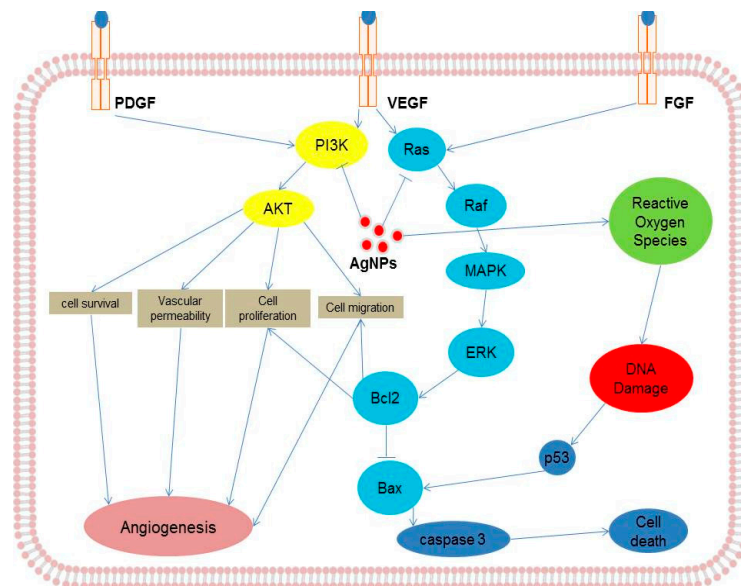 PDGF
VEGF
FGF
PI3K
Ras
AKT
Raf
Reactive
Oxygen
Species
AgNPs
MAPK
cell survival
Vascular
permeability
Cell
proliferation
Cell migration
ERK
DNA
Damage
Bcl2
p53
Bax
Angiogenesis
caspase 3
Cell
death